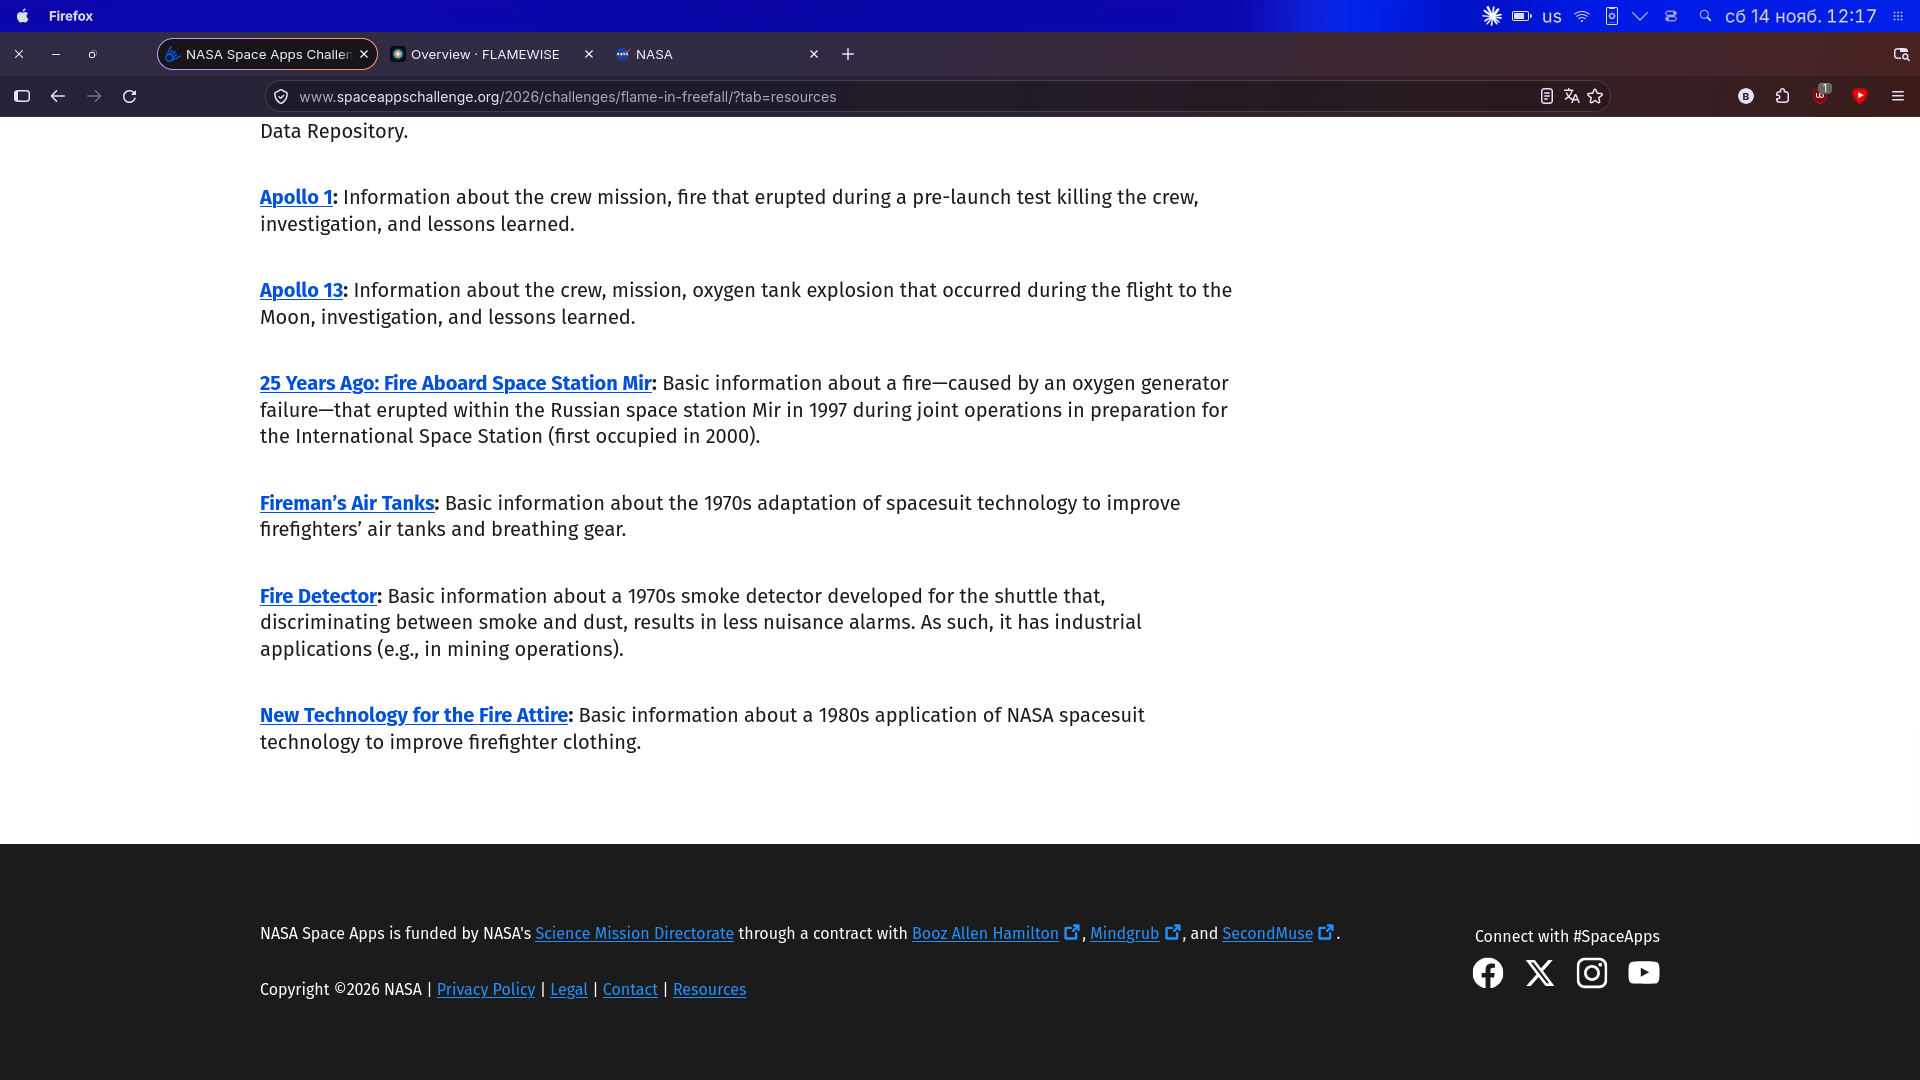 Firefox
us
сб 14 нояб. 12:17
NASA Space Apps Challen
Overview · FLAMEWISE
NASA
www.spaceappschallenge.org/2026/challenges/flame-in-freefall/?tab=resources
1
Data Repository.
Apollo 1: Information about the crew mission, fire that erupted during a pre-launch test killing the crew,
investigation, and lessons learned.
Apollo 13: Information about the crew, mission, oxygen tank explosion that occurred during the flight to the
Moon, investigation, and lessons learned.
25 Years Ago: Fire Aboard Space Station Mir: Basic information about a fire—caused by an oxygen generator
failure—that erupted within the Russian space station Mir in 1997 during joint operations in preparation for
the International Space Station (first occupied in 2000).
Fireman’s Air Tanks: Basic information about the 1970s adaptation of spacesuit technology to improve
firefighters’ air tanks and breathing gear.
Fire Detector: Basic information about a 1970s smoke detector developed for the shuttle that,
discriminating between smoke and dust, results in less nuisance alarms. As such, it has industrial
applications (e.g., in mining operations).
New Technology for the Fire Attire: Basic information about a 1980s application of NASA spacesuit
technology to improve firefighter clothing.
NASA Space Apps is funded by NASA's Science Mission Directorate through a contract with Booz Allen Hamilton, Mindgrub, and SecondMuse.
Connect with #SpaceApps
Copyright ©2026 NASA | Privacy Policy | Legal | Contact | Resources